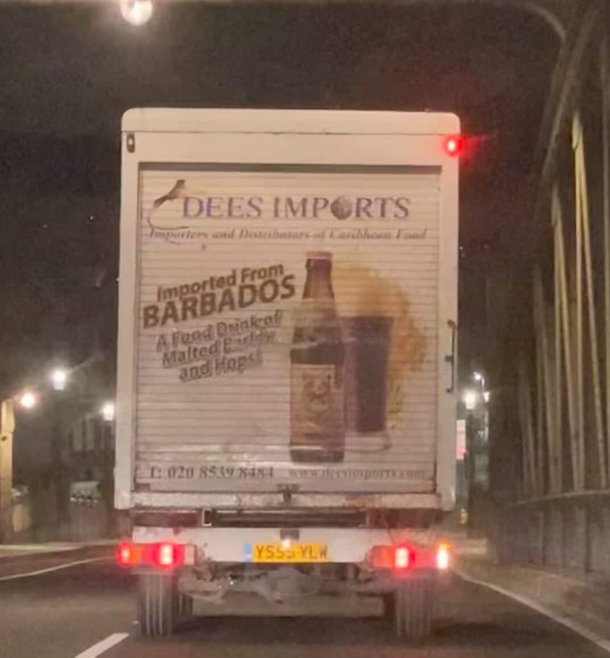 DEES IMPORTS
Importers and Distributors of Caribbean Food
Imported From
BARBADOS
A Food Drink of
Malted Barley
and Hops!
T: 020 8539 8484 www.deesimports.com
YS55 YLW